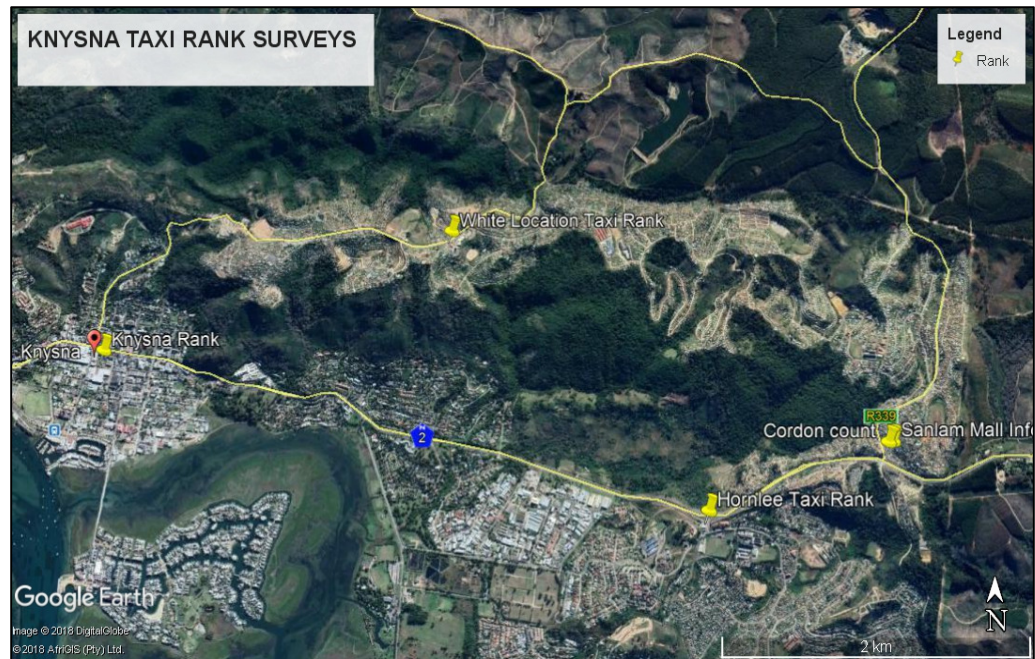 KNYSNA TAXI RANK SURVEYS
Legend
Rank
White Location Taxi Rank
Knysna Rank
Knysna
R339
Cordon count
Sanlam Mall Info
N
2
Hornlee Taxi Rank
Google Earth
N
Image © 2018 DigitalGlobe
©2018 AfriGIS (Pty) Ltd.
2 km